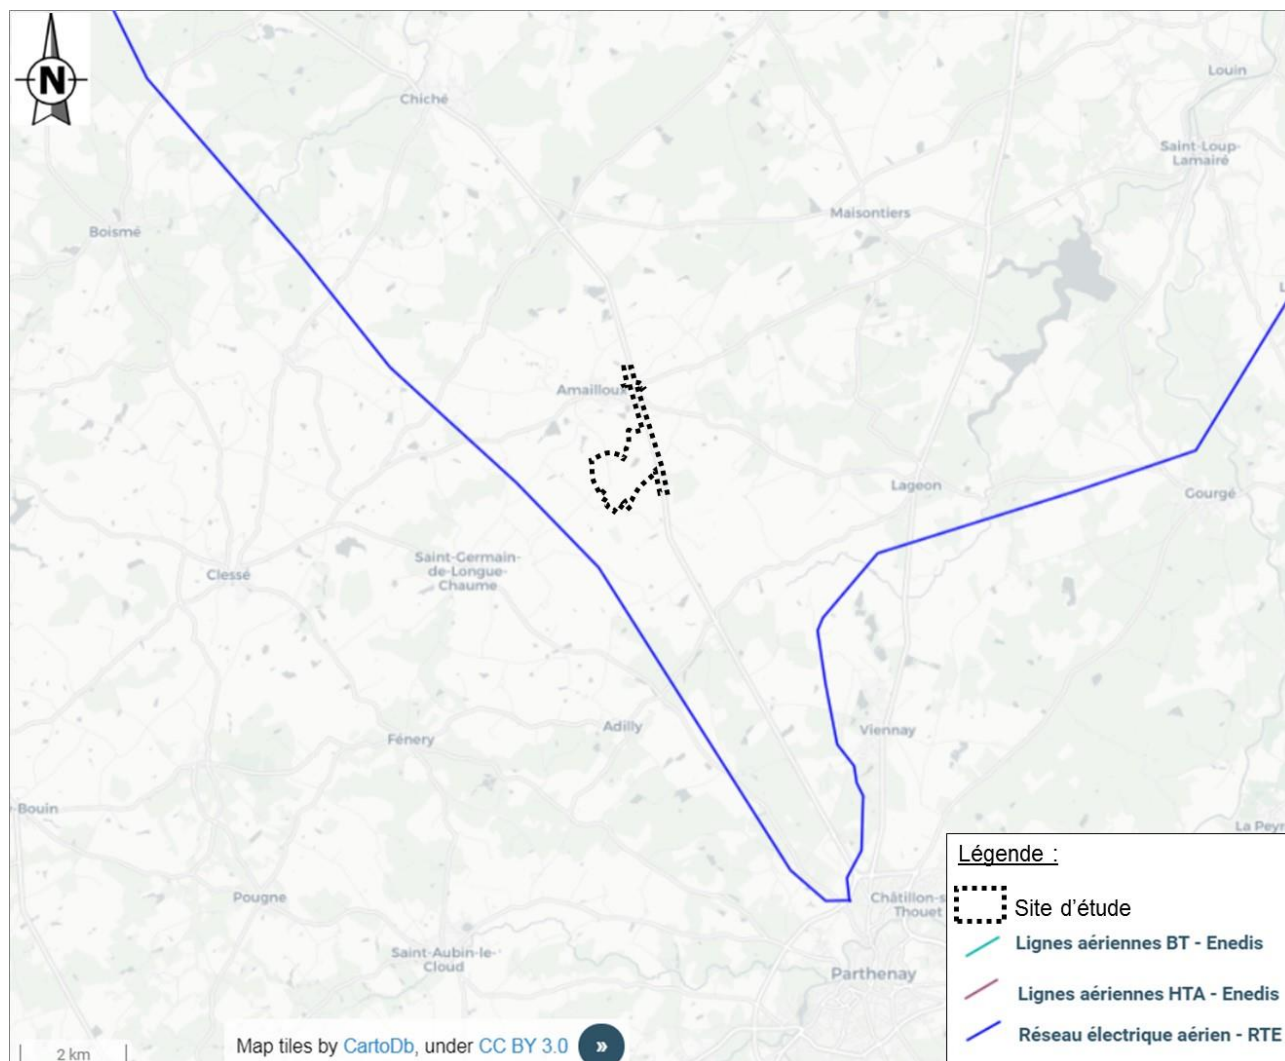 N
Louin
Chiché
Saint-Loup-
Lamairé
Maisontiers
Boismé
L
Amailloux
Lageon
Gourgé
Saint-Germain-
de-Longue-
Chaume
Clessé
Adilly
Viennay
Fénery
Bouin
La Peyr
Légende :
Pougne
Châtillon-s
Thouet
Site d'étude
Lignes aériennes BT - Enedis
Saint-Aubin-le-
Cloud
Parthenay
Lignes aériennes HTA - Enedis
Réseau électrique aérien - RTE
2 km
Map tiles by CartoDb, under CC BY 3.0 »